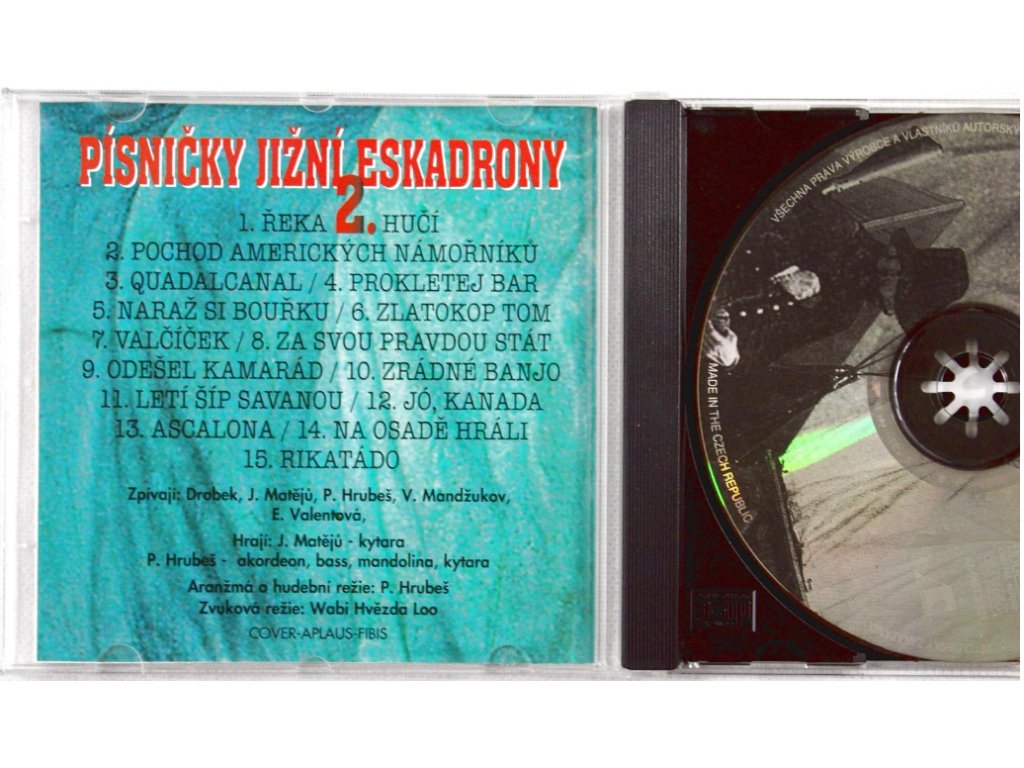 PÍSNIČKY JIŽNÍ ESKADRONY
2.
1. ŘEKA HUČÍ
2. POCHOD AMERICKÝCH NÁMOŘNÍKŮ
3. QUADALCANAL / 4. PROKLETEJ BAR
5. NARAŽ SI BOUŘKU / 6. ZLATOKOP TOM
7. VALČÍČEK / 8. ZA SVOU PRAVDOU STÁT
9. ODEŠEL KAMARÁD / 10. ZRÁDNÉ BANJO
11. LETÍ ŠÍP SAVANOU / 12. JÓ, KANADA
13. ASCALONA / 14. NA OSADĚ HRÁLI
15. RIKATÁDO
Zpívají: Drobek, J. Matějů, P. Hrubeš, V. Mandžukov,
E. Valentová,
Hrají: J. Matějů - kytara
P. Hrubeš - akordeon, bass, mandolina, kytara
Aranžmá a hudební režie: P. Hrubeš
Zvuková režie: Wabi Hvězda Loo
COVER-APLAUS-FIBIS
VŠECHNA PRÁVA VÝROBCE A VLASTNÍKŮ AUTORSKÝ
MADE IN THE CZECH REPUBLIC